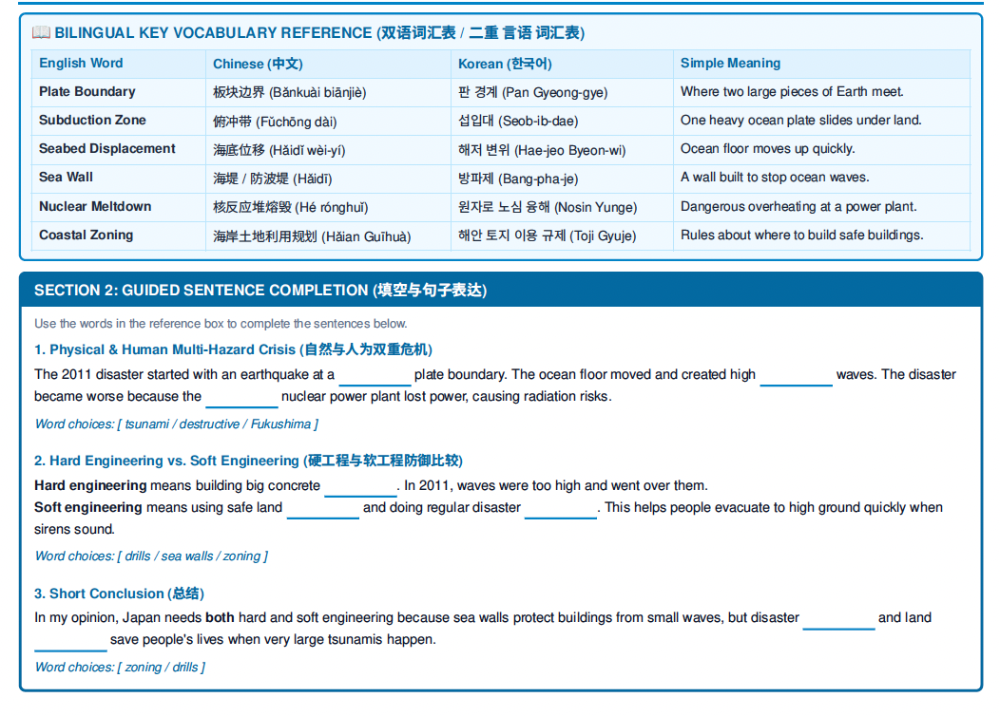 📖 BILINGUAL KEY VOCABULARY REFERENCE (双语词汇表 / 二重 言语 词汇表)
English Word Chinese (中文) Korean (한국어) Simple Meaning
Plate Boundary 板块边界 (Bǎnkuài biānjiè) 판 경계 (Pan Gyeong-gye) Where two large pieces of Earth meet.
Subduction Zone 俯冲带 (Fǔchōng dài) 섭입대 (Seob-ib-dae) One heavy ocean plate slides under land.
Seabed Displacement 海底位移 (Hǎidǐ wèi-yí) 해저 변위 (Hae-jeo Byeon-wi) Ocean floor moves up quickly.
Sea Wall 海堤 / 防波堤 (Hǎidī) 방파제 (Bang-pha-je) A wall built to stop ocean waves.
Nuclear Meltdown 核反应堆熔毁 (Hé rónghuǐ) 원자로 노심 융해 (Nosin Yunge) Dangerous overheating at a power plant.
Coastal Zoning 海岸土地利用规划 (Hǎian Guīhuà) 해안 토지 이용 규제 (Toji Gyuje) Rules about where to build safe buildings.
SECTION 2: GUIDED SENTENCE COMPLETION (填空与句子表达)
Use the words in the reference box to complete the sentences below.
1. Physical & Human Multi-Hazard Crisis (自然与人为双重危机)
The 2011 disaster started with an earthquake at a ________ plate boundary. The ocean floor moved and created high ________ waves. The disaster
became worse because the ________ nuclear power plant lost power, causing radiation risks.
Word choices: [ tsunami / destructive / Fukushima ]
2. Hard Engineering vs. Soft Engineering (硬工程与软工程防御比较)
Hard engineering means building big concrete ________. In 2011, waves were too high and went over them.
Soft engineering means using safe land ________ and doing regular disaster ________. This helps people evacuate to high ground quickly when
sirens sound.
Word choices: [ drills / sea walls / zoning ]
3. Short Conclusion (总结)
In my opinion, Japan needs both hard and soft engineering because sea walls protect buildings from small waves, but disaster ________ and land
________ save people's lives when very large tsunamis happen.
Word choices: [ zoning / drills ]